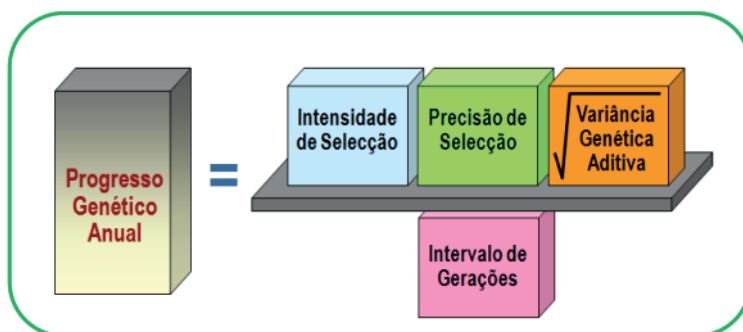 Progresso
Genético
Anual
=
Intensidade
de Selecção
Precisão de
Selecção
√
Variância
Genética
Aditiva
Intervalo de
Gerações